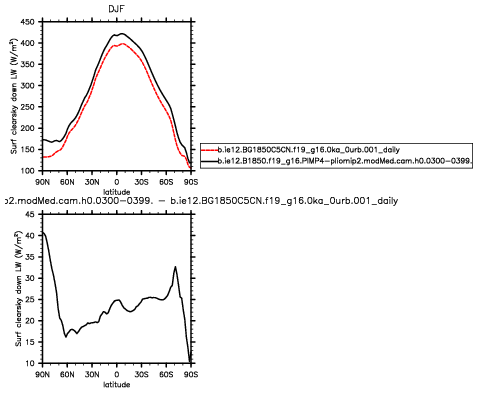 DJF
Surf clearsky down LW (W/m²)
450
400
350
300
250
200
150
100
90N 60N 30N 0 30S 60S 90S
latitude
b.ie12.BG1850C5CN.f19_g16.0ka_0urb.001_daily
b.ie12.B1850.f19_g16.PIMP4-pliomip2.modMed.cam.h0.0300-0399.
p2.modMed.cam.h0.0300-0399. - b.ie12.BG1850C5CN.f19_g16.0ka_0urb.001_daily
Surf clearsky down LW (W/m²)
45
40
35
30
25
20
15
10
90N 60N 30N 0 30S 60S 90S
latitude